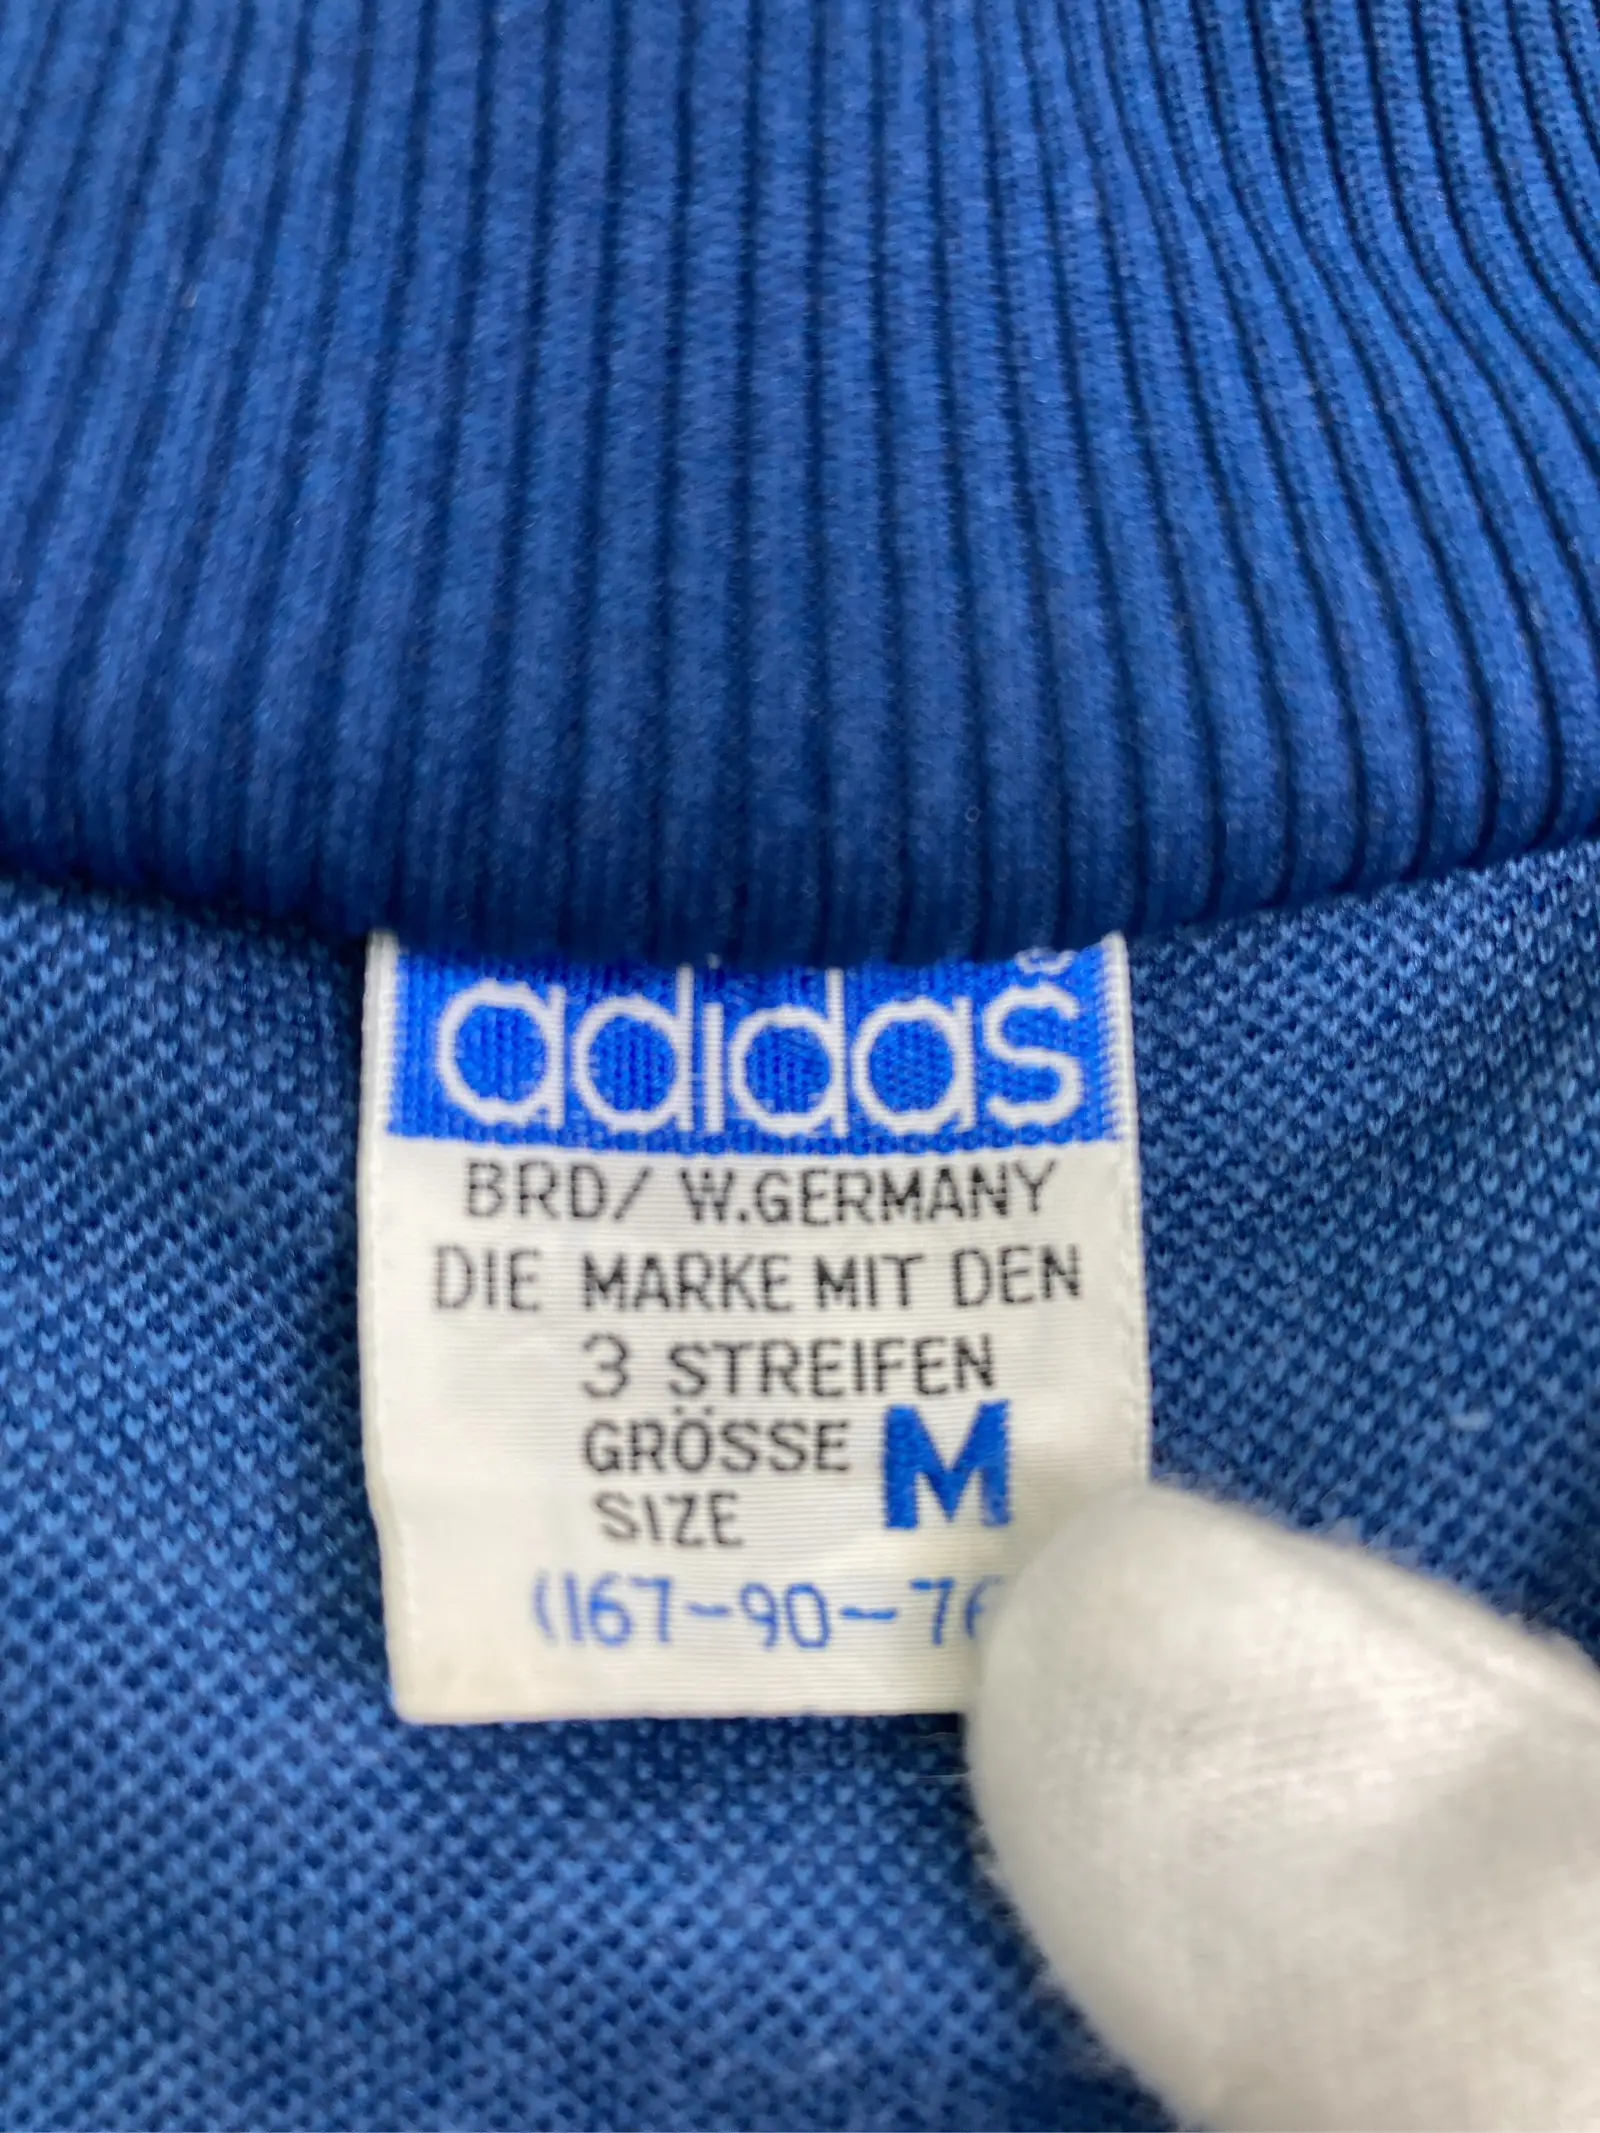 adidas®
BRD/ W.GERMANY
DIE MARKE MIT DEN
3 STREIFEN
GRÖSSE M
SIZE
(167-90-76